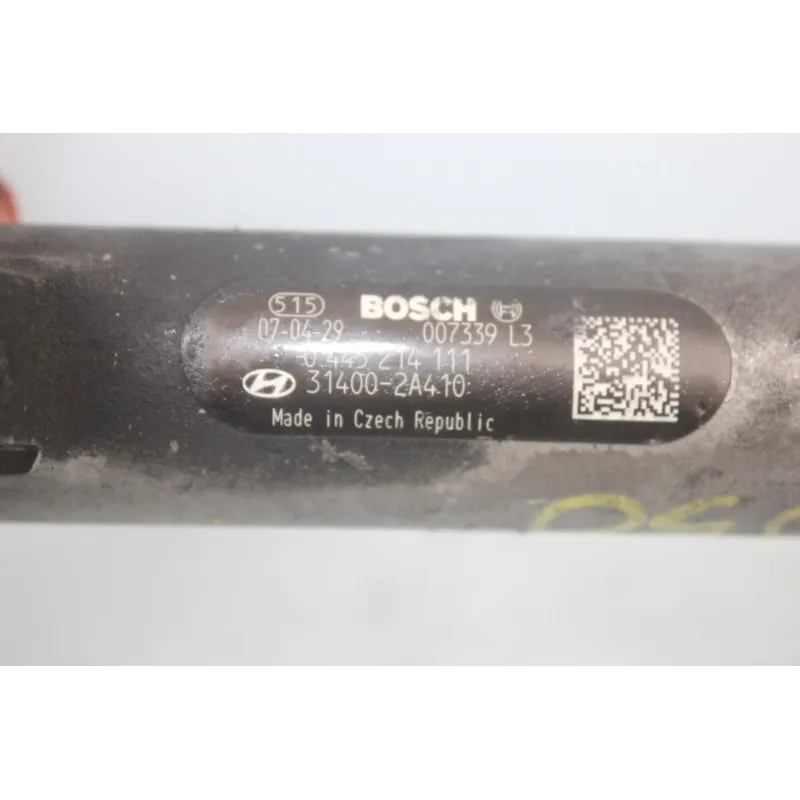 515 BOSCH
07-04-29 007339 L3
0 445 214 111
31400-2A410
Made in Czech Republic